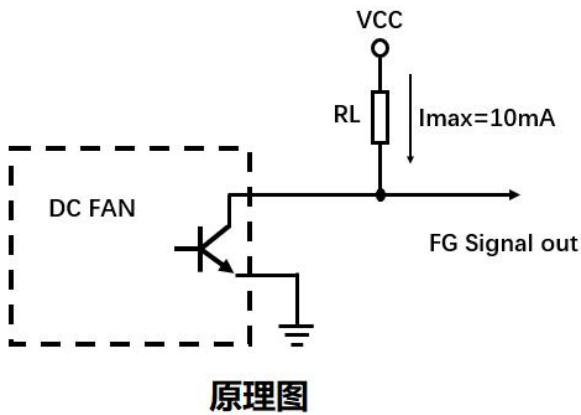 VCC
RL
Imax=10mA
DC FAN
FG Signal out
原理图